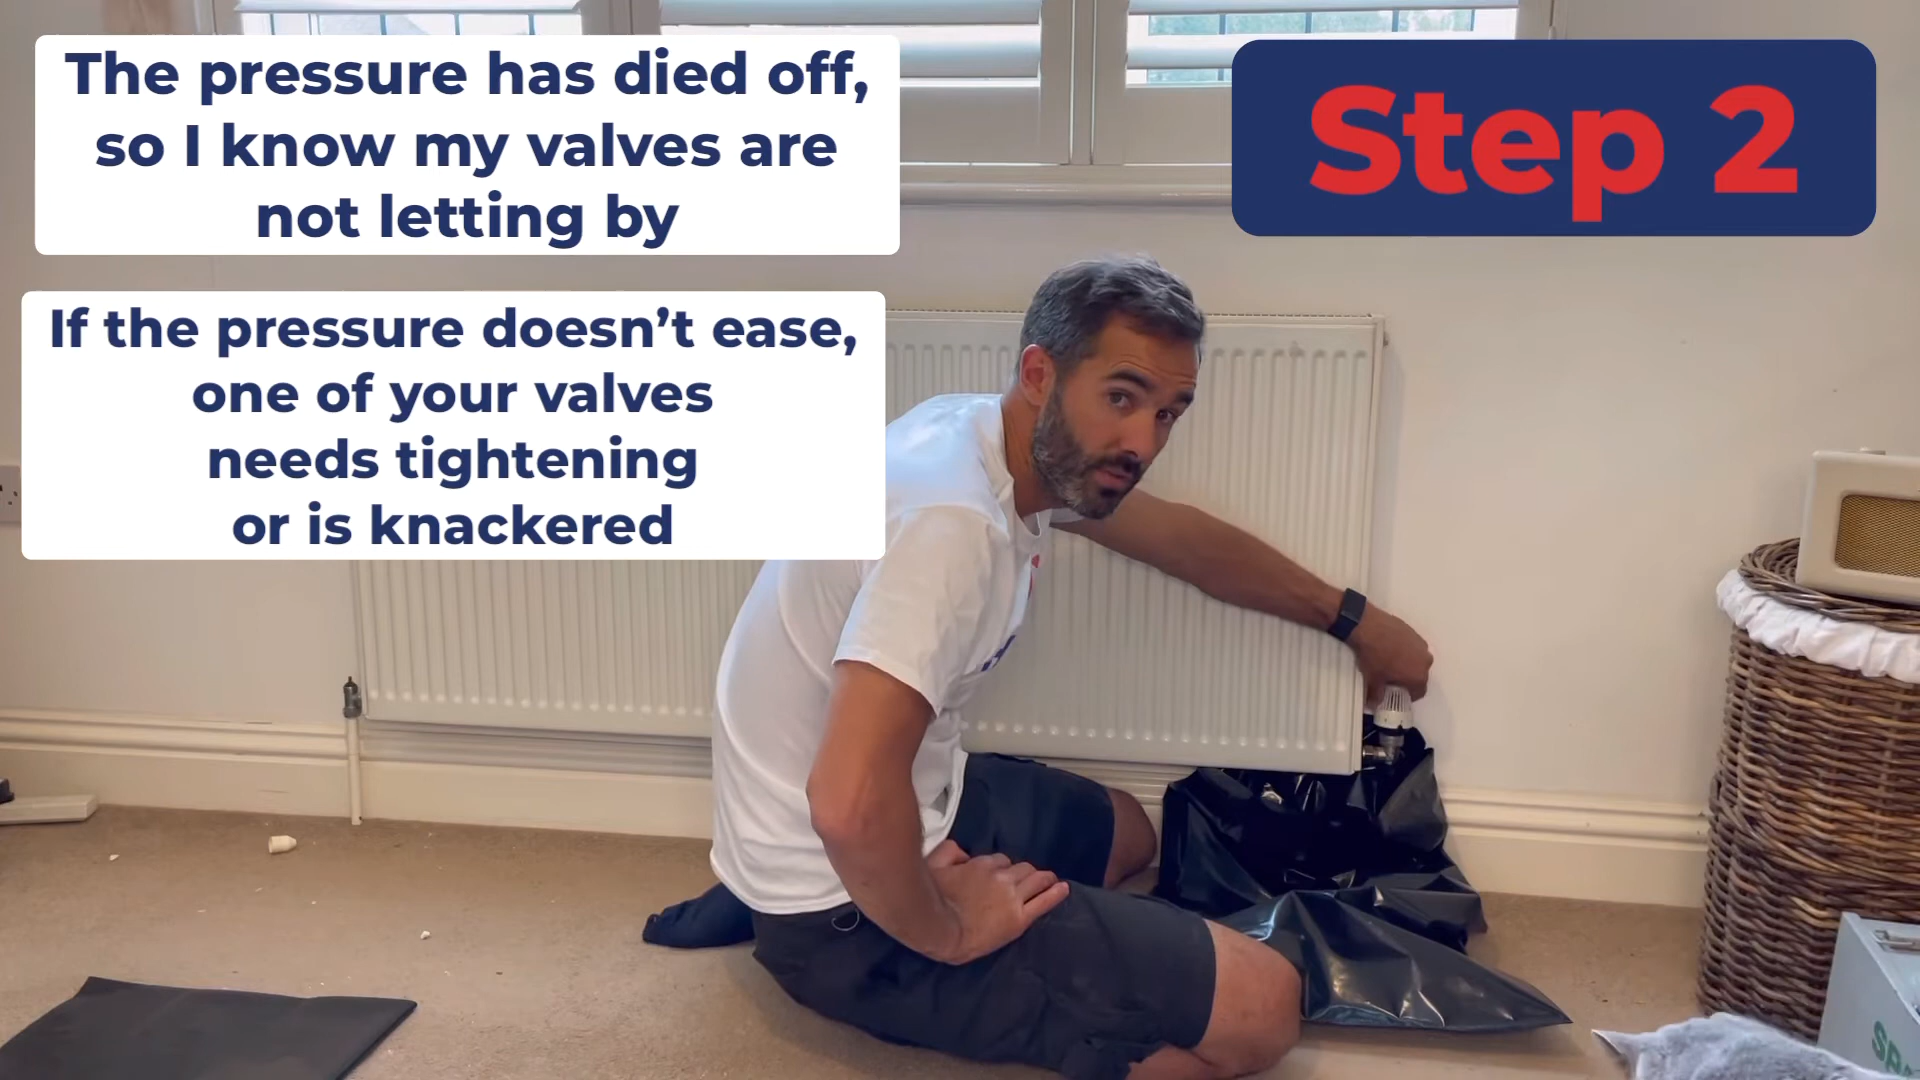 The pressure has died off,
so I know my valves are
not letting by
Step 2
If the pressure doesn’t ease,
one of your valves
needs tightening
or is knackered